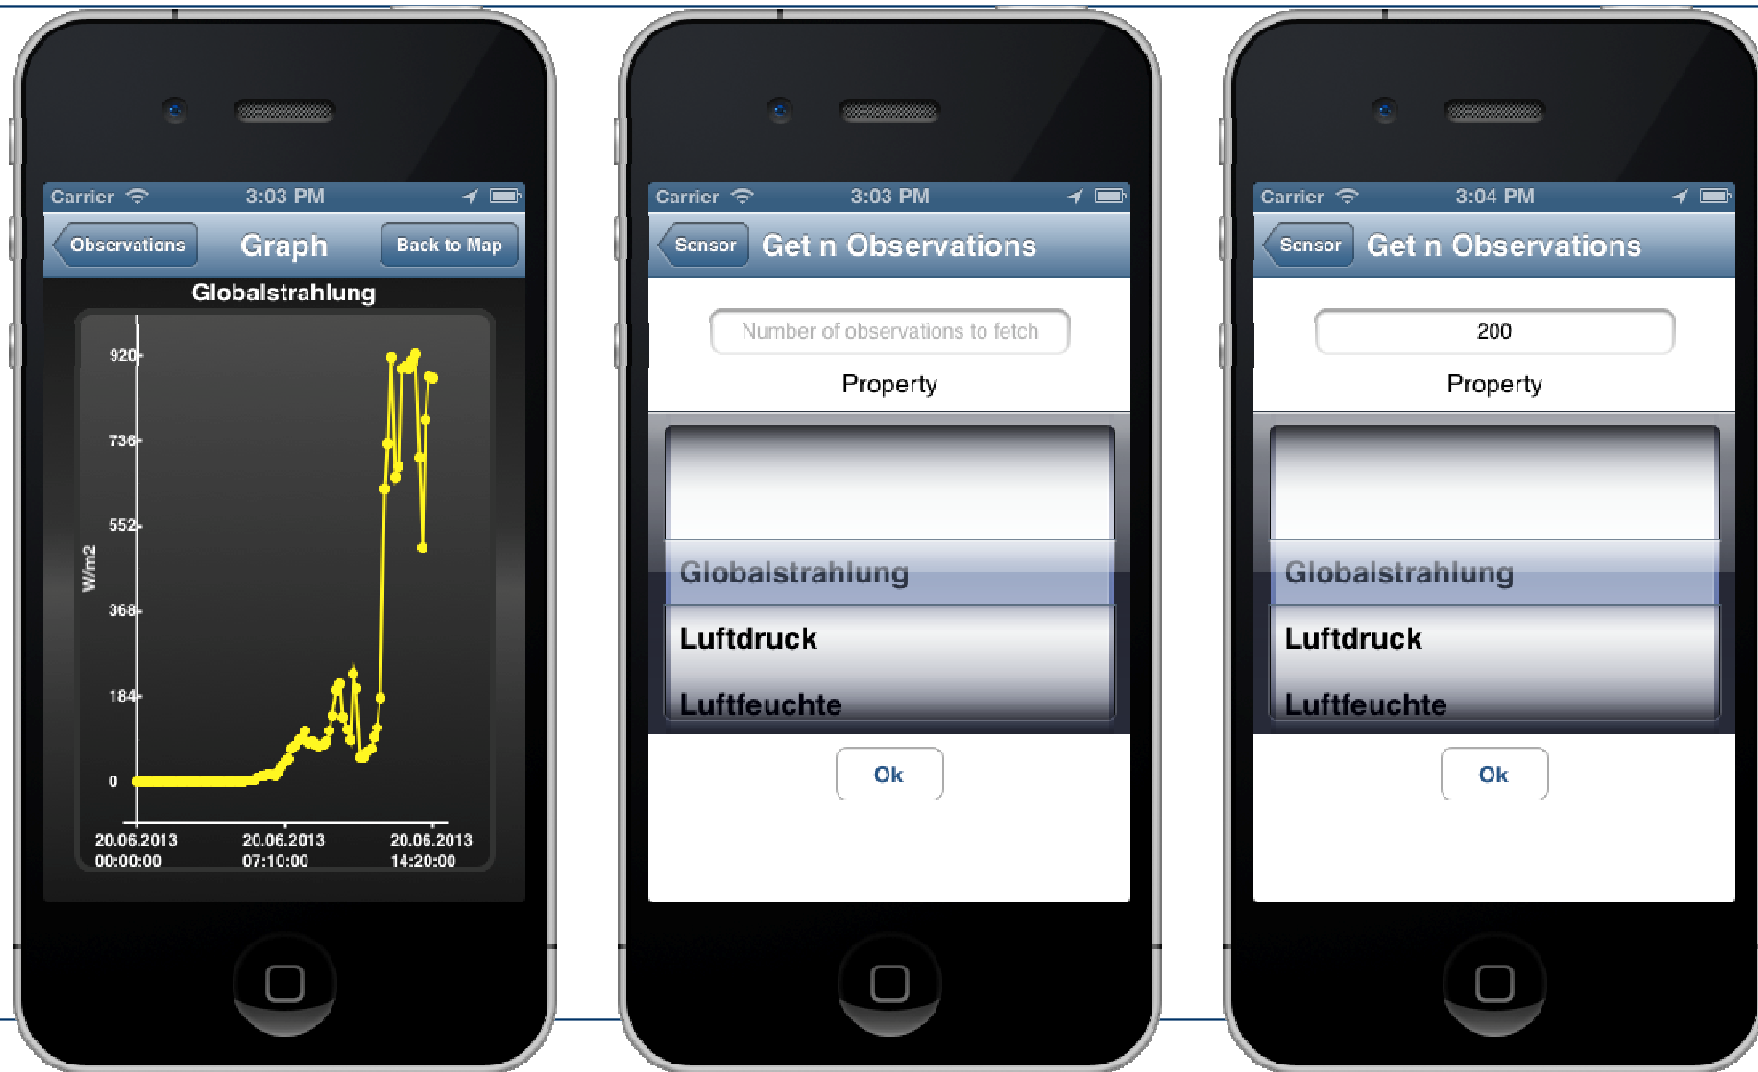 Carrier 3:03 PM
Observations Graph Back to Map
Globalstrahlung
920
736
552
W/m2
368
184
0
20.06.2013 20.06.2013 20.06.2013
00:00:00 07:10:00 14:20:00
Carrier 3:03 PM
Sensor Get n Observations
Number of observations to fetch
Property
Globalstrahlung
Luftdruck
Luftfeuchte
Ok
Carrier 3:04 PM
Sensor Get n Observations
200
Property
Globalstrahlung
Luftdruck
Luftfeuchte
Ok